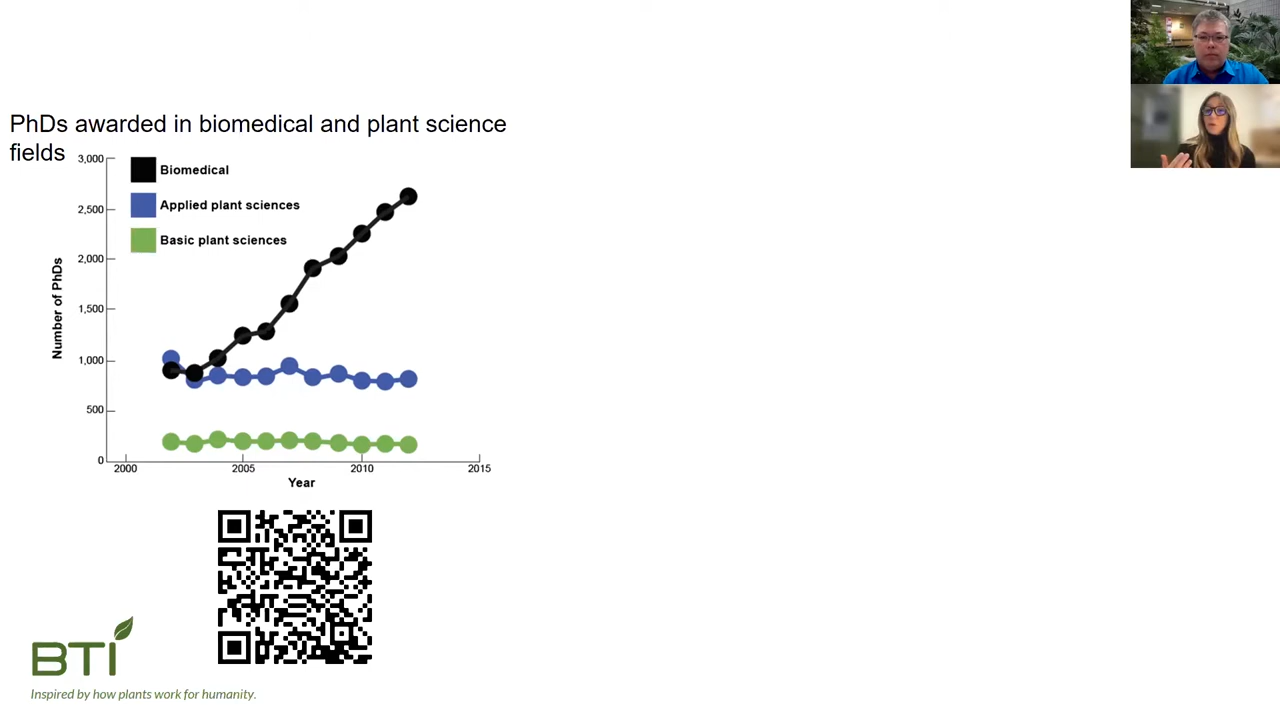 PhDs awarded in biomedical and plant science
fields
3,000
2,500
2,000
1,500
1,000
500
0
Number of PhDs
Biomedical
Applied plant sciences
Basic plant sciences
2000
2005
2010
2015
Year
BTI
Inspired by how plants work for humanity.